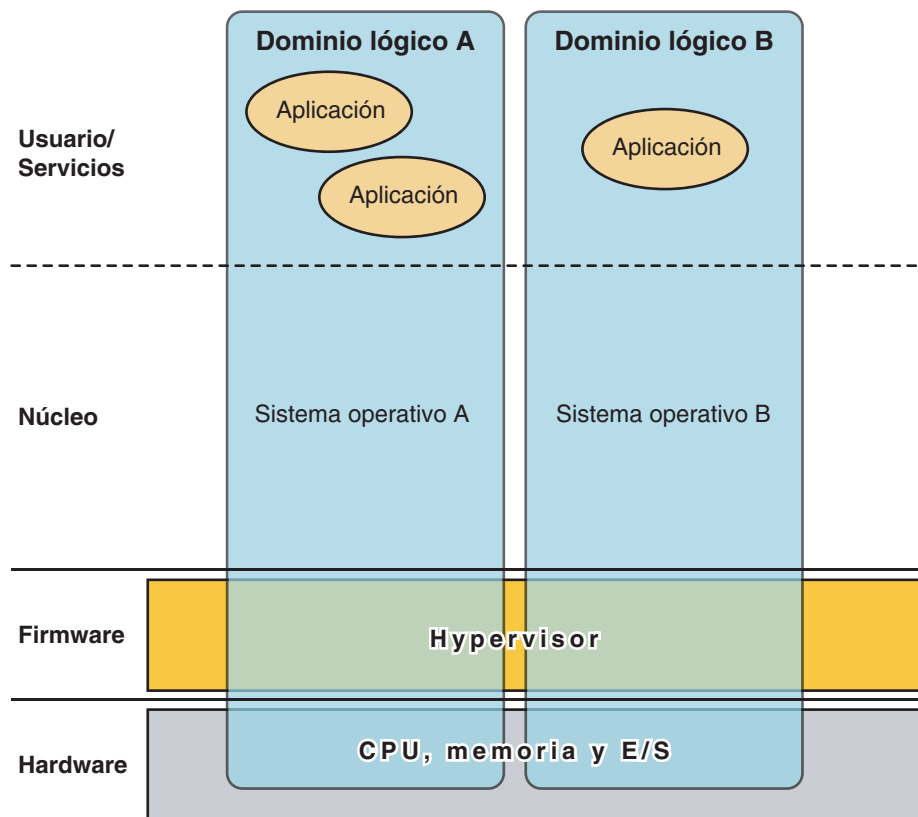 Dominio lógico A
Dominio lógico B
Aplicación
Aplicación
Aplicación
Usuario/
Servicios
Núcleo
Sistema operativo A
Sistema operativo B
Firmware
Hypervisor
Hardware
CPU, memoria y E/S